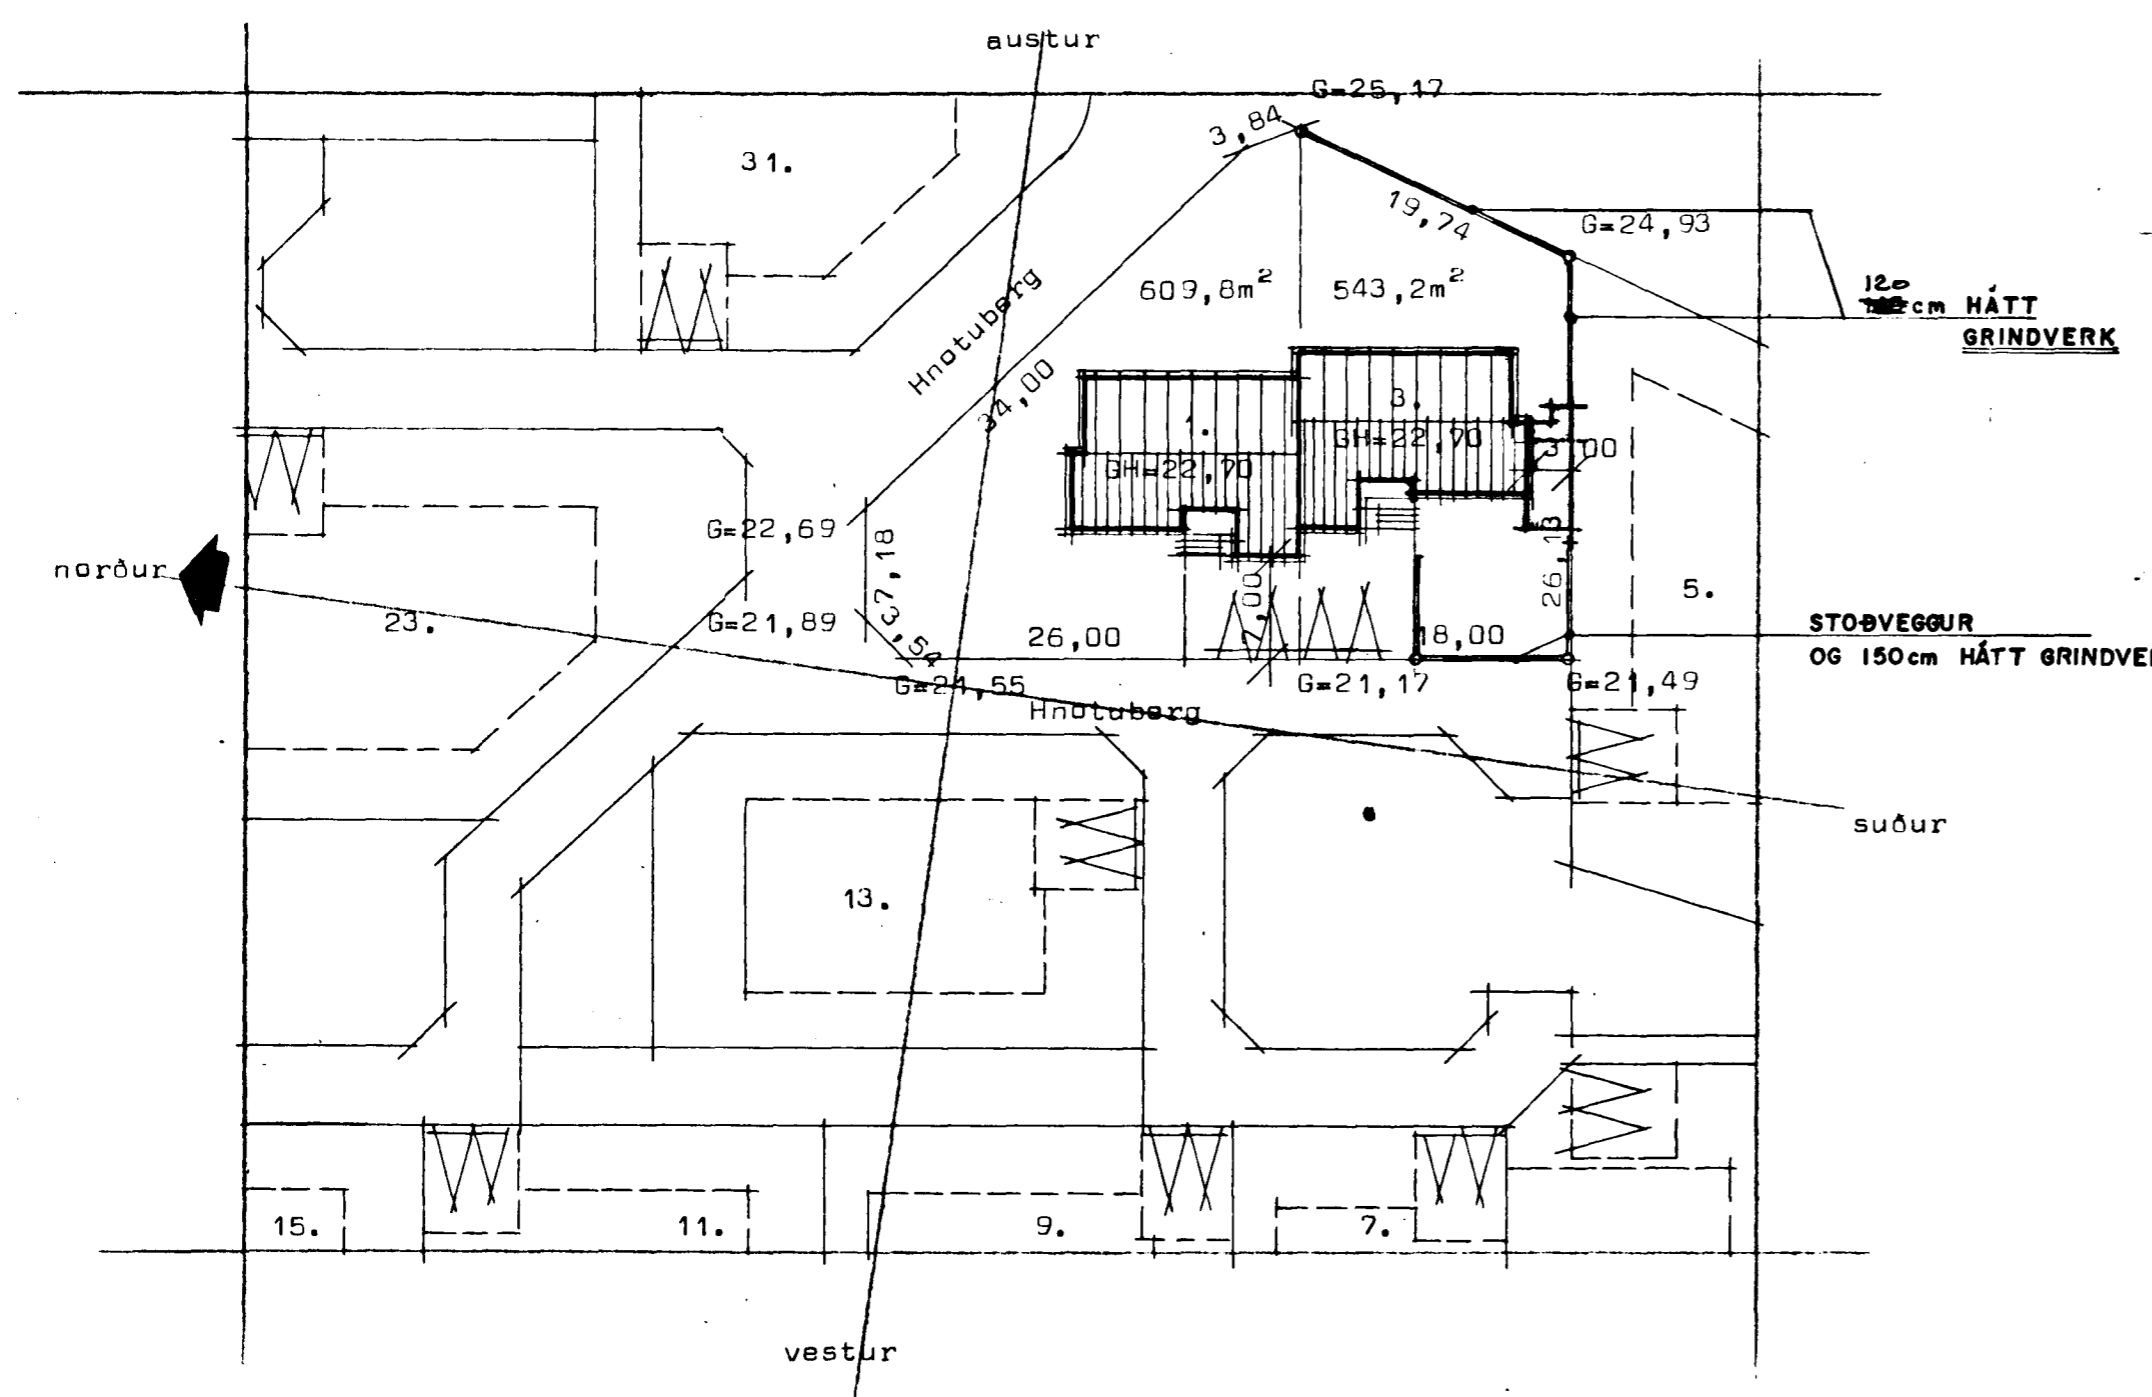 austur
G=25,17
3,84
31.
19,74
G=24,93
609,8m²
543,2m²
Hnotuberg
34,00
120
cm HÁTT
GRINDVERK
3.
1.
GH=22,70
GH=22,70
3,00
G=22,69
7,18
norður
23.
G=21,89
3,54
26,00
7,00
26,13
18,00
5.
STOÐVEGGUR
OG 150cm HÁTT GRINDVE
G=21,55
G=21,17
G=21,49
Hnotuberg
suður
13.
15.
11.
9.
7.
vestur